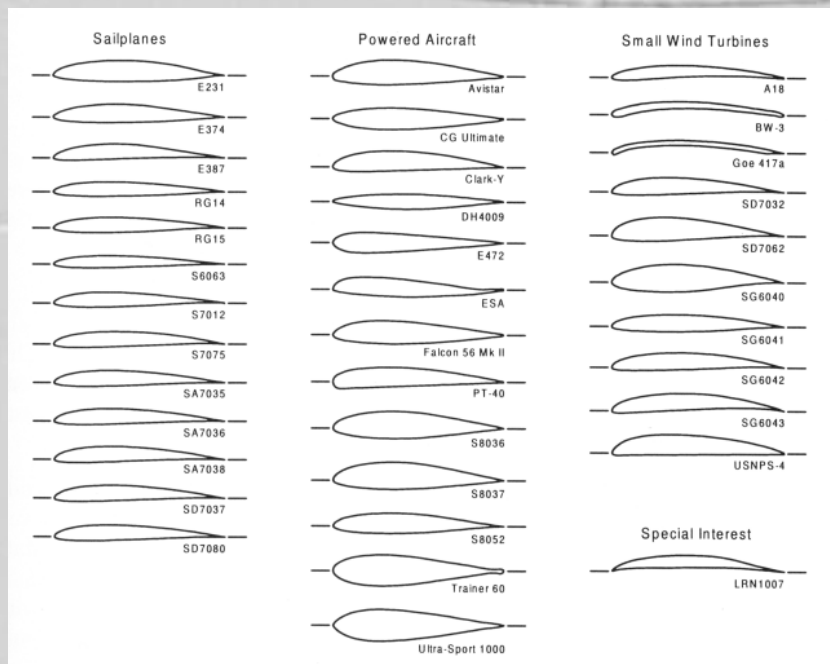 Sailplanes
E231
E374
E387
RG14
RG15
S6063
S7012
S7075
SA7035
SA7036
SA7038
SD7037
SD7080
Powered Aircraft
Avistar
CG Ultimate
Clark-Y
DH4009
E472
ESA
Falcon 56 Mk II
PT-40
S8036
S8037
S8052
Trainer 60
Ultra-Sport 1000
Small Wind Turbines
A18
BW-3
Goe 417a
SD7032
SD7062
SG6040
SG6041
SG6042
SG6043
USNPS-4
Special Interest
LRN1007